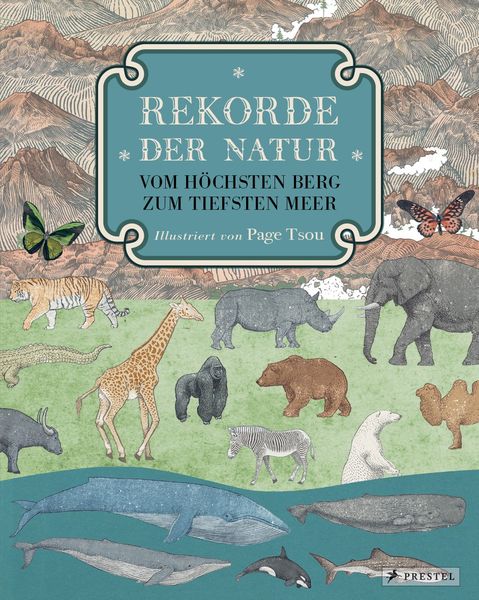 REKORDE
DER NATUR
VOM HÖCHSTEN BERG
ZUM TIEFSTEN MEER
Illustriert von Page Tsou
PRESTEL